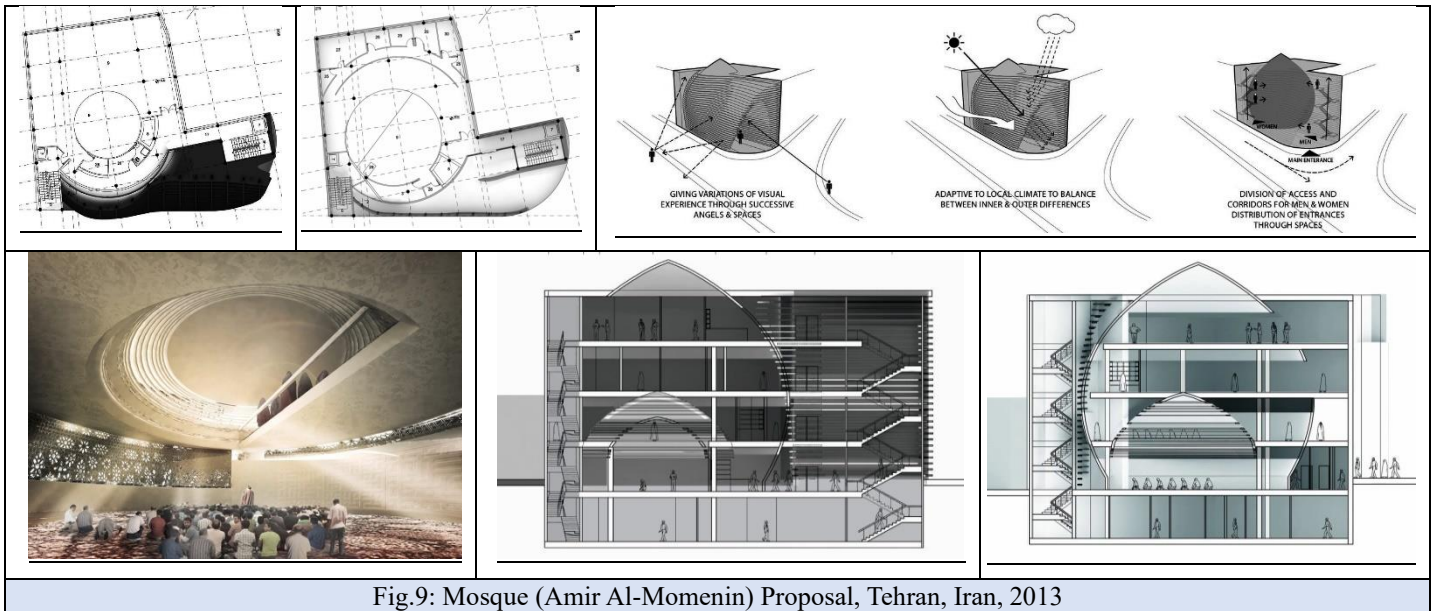 GIVING VARIATIONS OF VISUAL
EXPERIENCE THROUGH SUCCESSIVE
ANGELS & SPACES
ADAPTIVE TO LOCAL CLIMATE TO BALANCE
BETWEEN INNER & OUTER DIFFERENCES
WOMEN
MEN
MAIN ENTERANCE
DIVISION OF ACCESS AND
CORRIDORS FOR MEN & WOMEN
DISTRIBUTION OF ENTRANCES
THROUGH SPACES
Fig.9: Mosque (Amir Al-Momenin) Proposal, Tehran, Iran, 2013